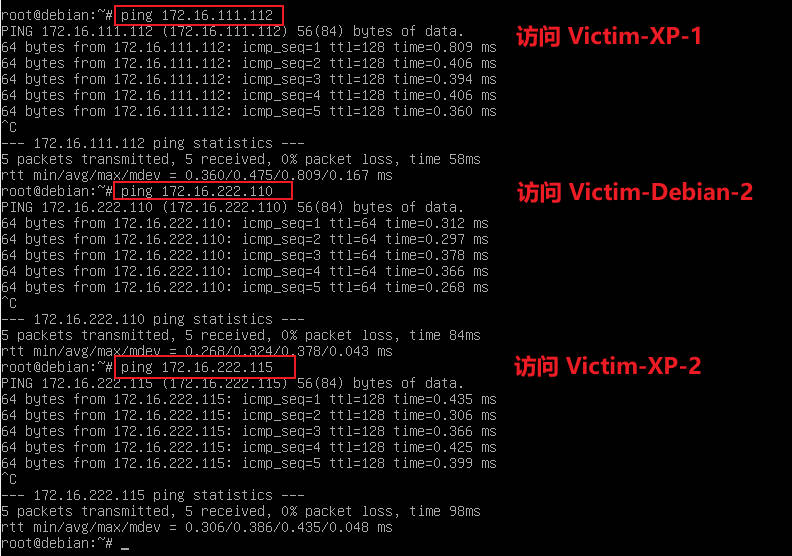 root@debian:~# ping 172.16.111.112
PING 172.16.111.112 (172.16.111.112) 56(84) bytes of data.
访问 Victim-XP-1
64 bytes from 172.16.111.112: icmp_seq=1 ttl=128 time=0.809 ms
64 bytes from 172.16.111.112: icmp_seq=2 ttl=128 time=0.406 ms
64 bytes from 172.16.111.112: icmp_seq=3 ttl=128 time=0.394 ms
64 bytes from 172.16.111.112: icmp_seq=4 ttl=128 time=0.406 ms
64 bytes from 172.16.111.112: icmp_seq=5 ttl=128 time=0.360 ms
^C
--- 172.16.111.112 ping statistics ---
5 packets transmitted, 5 received, 0% packet loss, time 58ms
rtt min/avg/max/mdev = 0.360/0.475/0.809/0.167 ms
root@debian:~# ping 172.16.222.110
访问 Victim-Debian-2
PING 172.16.222.110 (172.16.222.110) 56(84) bytes of data.
64 bytes from 172.16.222.110: icmp_seq=1 ttl=64 time=0.312 ms
64 bytes from 172.16.222.110: icmp_seq=2 ttl=64 time=0.297 ms
64 bytes from 172.16.222.110: icmp_seq=3 ttl=64 time=0.378 ms
64 bytes from 172.16.222.110: icmp_seq=4 ttl=64 time=0.366 ms
64 bytes from 172.16.222.110: icmp_seq=5 ttl=64 time=0.268 ms
^C
--- 172.16.222.110 ping statistics ---
5 packets transmitted, 5 received, 0% packet loss, time 84ms
rtt min/avg/max/mdev = 0.268/0.324/0.378/0.043 ms
root@debian:~# ping 172.16.222.115
访问 Victim-XP-2
PING 172.16.222.115 (172.16.222.115) 56(84) bytes of data.
64 bytes from 172.16.222.115: icmp_seq=1 ttl=128 time=0.435 ms
64 bytes from 172.16.222.115: icmp_seq=2 ttl=128 time=0.306 ms
64 bytes from 172.16.222.115: icmp_seq=3 ttl=128 time=0.366 ms
64 bytes from 172.16.222.115: icmp_seq=4 ttl=128 time=0.425 ms
64 bytes from 172.16.222.115: icmp_seq=5 ttl=128 time=0.399 ms
^C
--- 172.16.222.115 ping statistics ---
5 packets transmitted, 5 received, 0% packet loss, time 98ms
rtt min/avg/max/mdev = 0.306/0.386/0.435/0.048 ms
root@debian:~# _